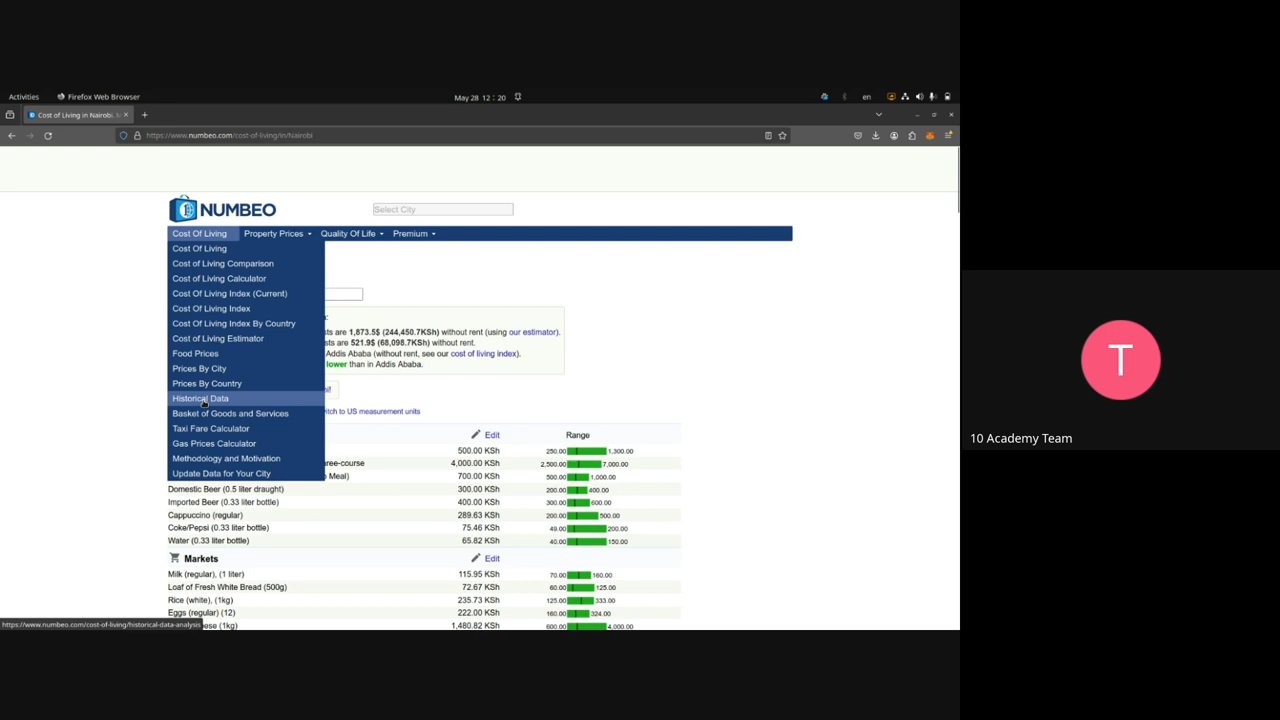 Activities Firefox Web Browser May 28 12:20 en
Cost of Living in Nairobi.
https://www.numbeo.com/cost-of-living/in/Nairobi
NUMBEO Select City
Cost Of Living Property Prices Quality Of Life Premium
Cost Of Living
Cost of Living Comparison
Cost of Living Calculator
Cost Of Living Index (Current)
Cost Of Living Index
Cost Of Living Index By Country
Cost of Living Estimator
Food Prices
Prices By City
Prices By Country
Historical Data
Basket of Goods and Services
Taxi Fare Calculator
Gas Prices Calculator
Methodology and Motivation
Update Data for Your City
sts are 1,873.5$ (244,450.7KSh) without rent (using our estimator).
sts are 521.9$ (68,098.7KSh) without rent.
Addis Ababa (without rent, see our cost of living index).
lower than in Addis Ababa.
itch to US measurement units
Edit Range
500.00 KSh 250.00 1,300.00
ree-course 4,000.00 KSh 2,500.00 7,000.00
Meal) 700.00 KSh 500.00 1,000.00
Domestic Beer (0.5 liter draught) 300.00 KSh 200.00 400.00
Imported Beer (0.33 liter bottle) 400.00 KSh 300.00 600.00
Cappuccino (regular) 289.63 KSh 200.00 500.00
Coke/Pepsi (0.33 liter bottle) 75.46 KSh 49.00 200.00
Water (0.33 liter bottle) 65.82 KSh 40.00 150.00
Markets Edit
Milk (regular), (1 liter) 115.95 KSh 70.00 160.00
Loaf of Fresh White Bread (500g) 72.67 KSh 60.00 125.00
Rice (white), (1kg) 235.73 KSh 125.00 333.00
Eggs (regular) (12) 222.00 KSh 160.00 324.00
ese (1kg) 1,480.82 KSh 600.00 4,000.00
https://www.numbeo.com/cost-of-living/historical-data-analysis
T
10 Academy Team